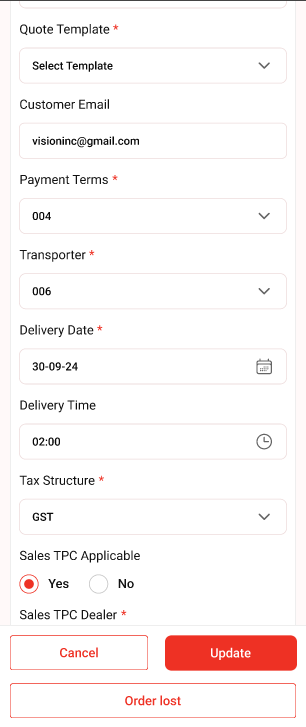 Quote Template *
Select Template
Customer Email
visioninc@gmail.com
Payment Terms *
004
Transporter *
006
Delivery Date *
30-09-24
Delivery Time
02:00
Tax Structure *
GST
Sales TPC Applicable
Yes No
Sales TPC Dealer *
Cancel Update
Order lost